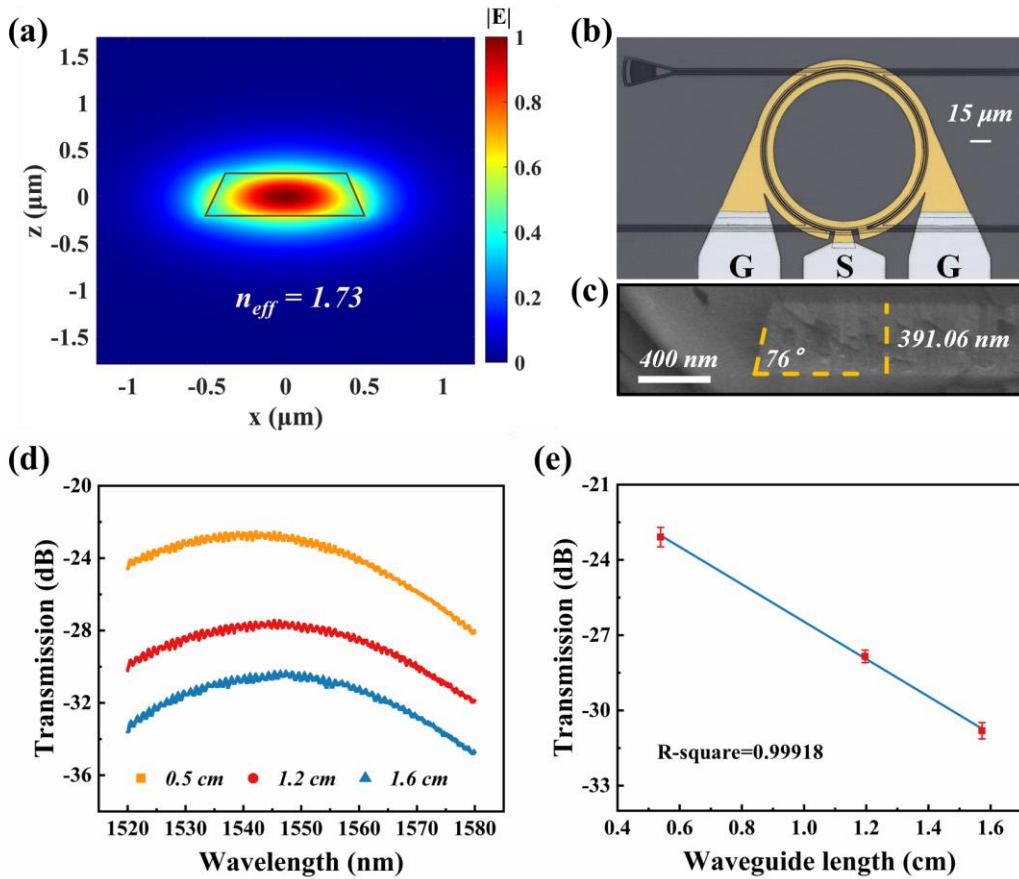 (a)
|E|
1.5
1
0.5
0
-0.5
-1
-1.5
z (μm)
n_eff = 1.73
-1
-0.5
0
0.5
1
x (μm)
1
0.8
0.6
0.4
0.2
0
(b)
15 μm
G
S
G
(c)
400 nm
76°
391.06 nm
(d)
-20
-24
-28
-32
-36
Transmission (dB)
0.5 cm
1.2 cm
1.6 cm
1520
1530
1540
1550
1560
1570
1580
Wavelength (nm)
(e)
-21
-24
-27
-30
-33
Transmission (dB)
R-square=0.99918
0.4
0.6
0.8
1.0
1.2
1.4
1.6
Waveguide length (cm)